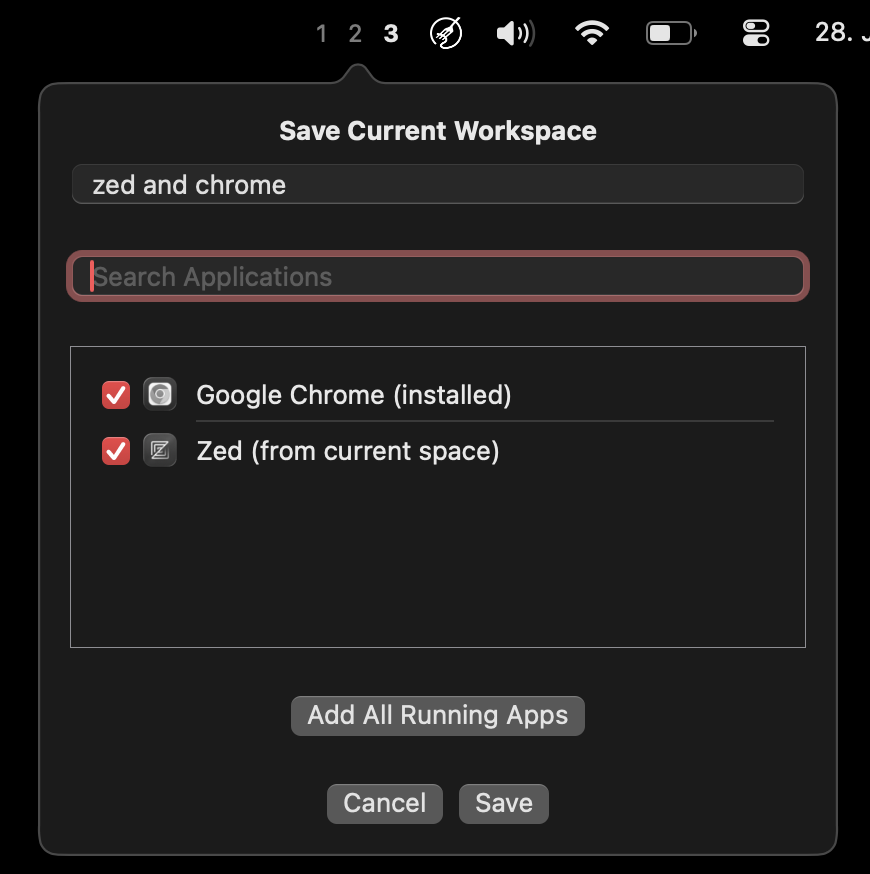 1 2 3 28.
Save Current Workspace
zed and chrome
Search Applications
Google Chrome (installed)
Zed (from current space)
Add All Running Apps
Cancel Save